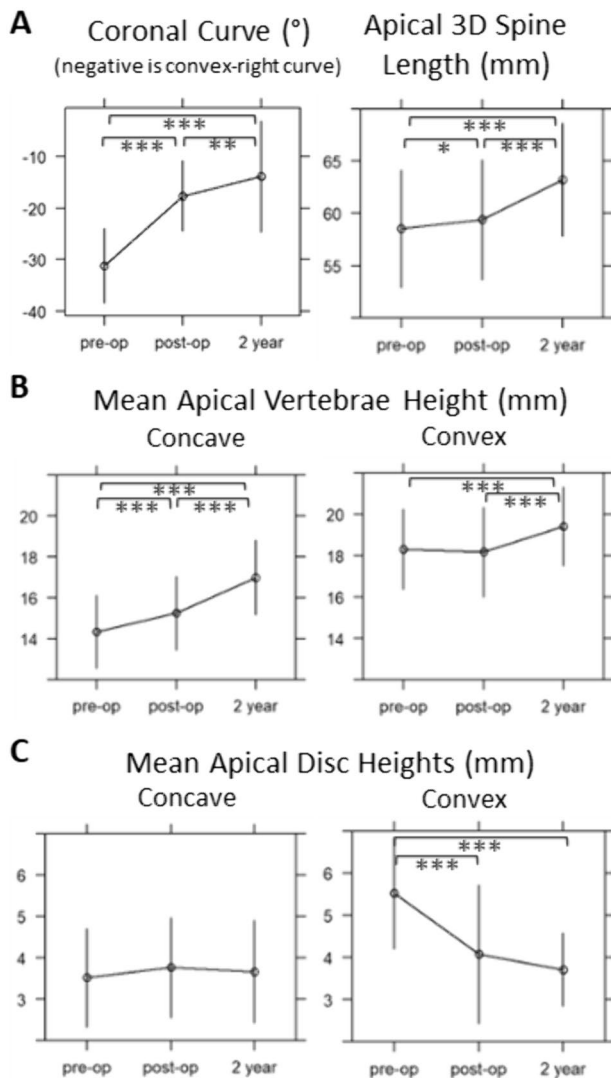 A
Coronal Curve (°)
(negative is convex-right curve)
***
***
**
-10
-20
-30
-40
pre-op
post-op
2 year
Apical 3D Spine
Length (mm)
***
*
***
65
60
55
pre-op
post-op
2 year
B
Mean Apical Vertebrae Height (mm)
Concave
***
***
***
20
18
16
14
pre-op
post-op
2 year
Convex
***
***
20
18
16
14
pre-op
post-op
2 year
C
Mean Apical Disc Heights (mm)
Concave
6
5
4
3
pre-op
post-op
2 year
Convex
***
***
6
5
4
3
pre-op
post-op
2 year